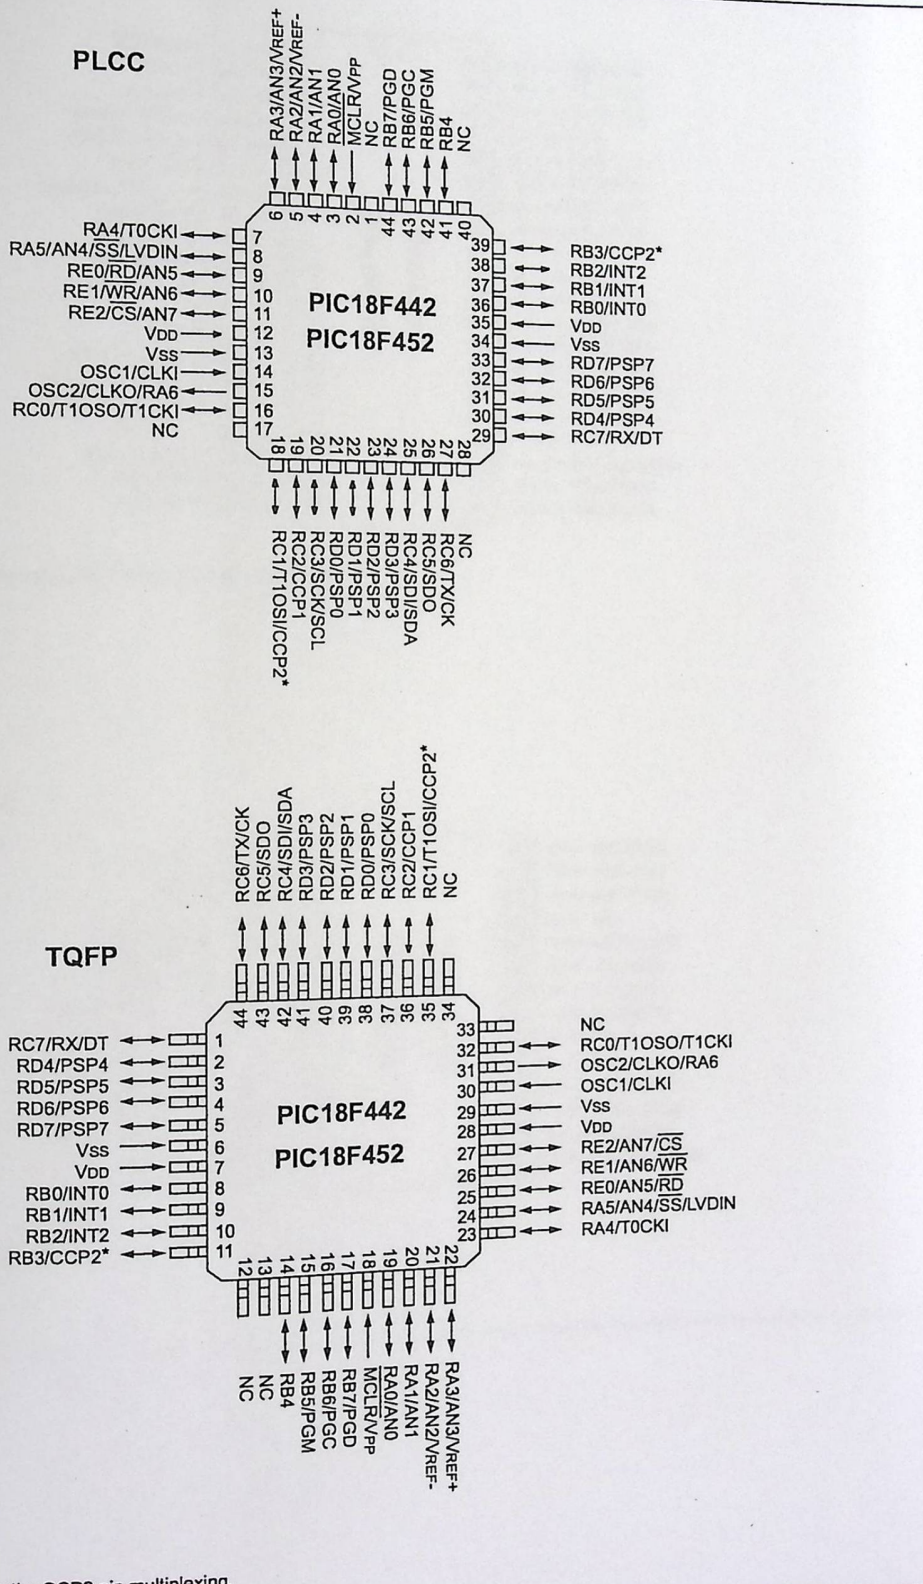 PLCC
RA3/AN3/VREF+
RA2/AN2/VREF-
RA1/AN1
RA0/AN0
MCLR/VPP
NC
RB7/PGD
RB6/PGC
RB5/PGM
RB4
NC
6 5 4 3 2 1 44 43 42 41 40
RA4/T0CKI 7
RA5/AN4/SS/LVDIN 8
RE0/RD/AN5 9
RE1/WR/AN6 10
RE2/CS/AN7 11
VDD 12
VSS 13
OSC1/CLKI 14
OSC2/CLKO/RA6 15
RC0/T1OSO/T1CKI 16
NC 17
PIC18F442
PIC18F452
39 RB3/CCP2*
38 RB2/INT2
37 RB1/INT1
36 RB0/INT0
35 VDD
34 VSS
33 RD7/PSP7
32 RD6/PSP6
31 RD5/PSP5
30 RD4/PSP4
29 RC7/RX/DT
18 19 20 21 22 23 24 25 26 27 28
RC1/T1OSI/CCP2*
RC2/CCP1
RC3/SCK/SCL
RD0/PSP0
RD1/PSP1
RD2/PSP2
RD3/PSP3
RC4/SDI/SDA
RC5/SDO
RC6/TX/CK
NC
TQFP
RC6/TX/CK
RC5/SDO
RC4/SDI/SDA
RD3/PSP3
RD2/PSP2
RD1/PSP1
RD0/PSP0
RC3/SCK/SCL
RC2/CCP1
RC1/T1OSI/CCP2*
NC
44 43 42 41 40 39 38 37 36 35 34
RC7/RX/DT 1
RD4/PSP4 2
RD5/PSP5 3
RD6/PSP6 4
RD7/PSP7 5
VSS 6
VDD 7
RB0/INT0 8
RB1/INT1 9
RB2/INT2 10
RB3/CCP2* 11
PIC18F442
PIC18F452
33 NC
32 RC0/T1OSO/T1CKI
31 OSC2/CLKO/RA6
30 OSC1/CLKI
29 VSS
28 VDD
27 RE2/AN7/CS
26 RE1/AN6/WR
25 RE0/AN5/RD
24 RA5/AN4/SS/LVDIN
23 RA4/T0CKI
12 13 14 15 16 17 18 19 20 21 22
NC
NC
RB4
RB5/PGM
RB6/PGC
RB7/PGD
MCLR/VPP
RA0/AN0
RA1/AN1
RA2/AN2/VREF-
RA3/AN3/VREF+
multiplexing